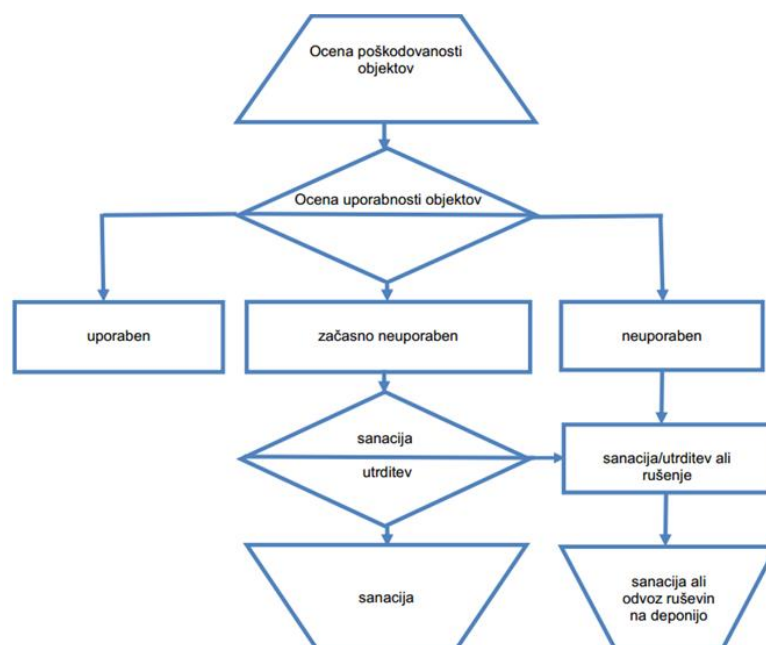 Ocena poškodovanosti
objektov
Ocena uporabnosti objektov
uporaben
začasno neuporaben
neuporaben
sanacija
utrditev
sanacija/utrditev ali
rušenje
sanacija
sanacija ali
odvoz ruševin
na deponijo